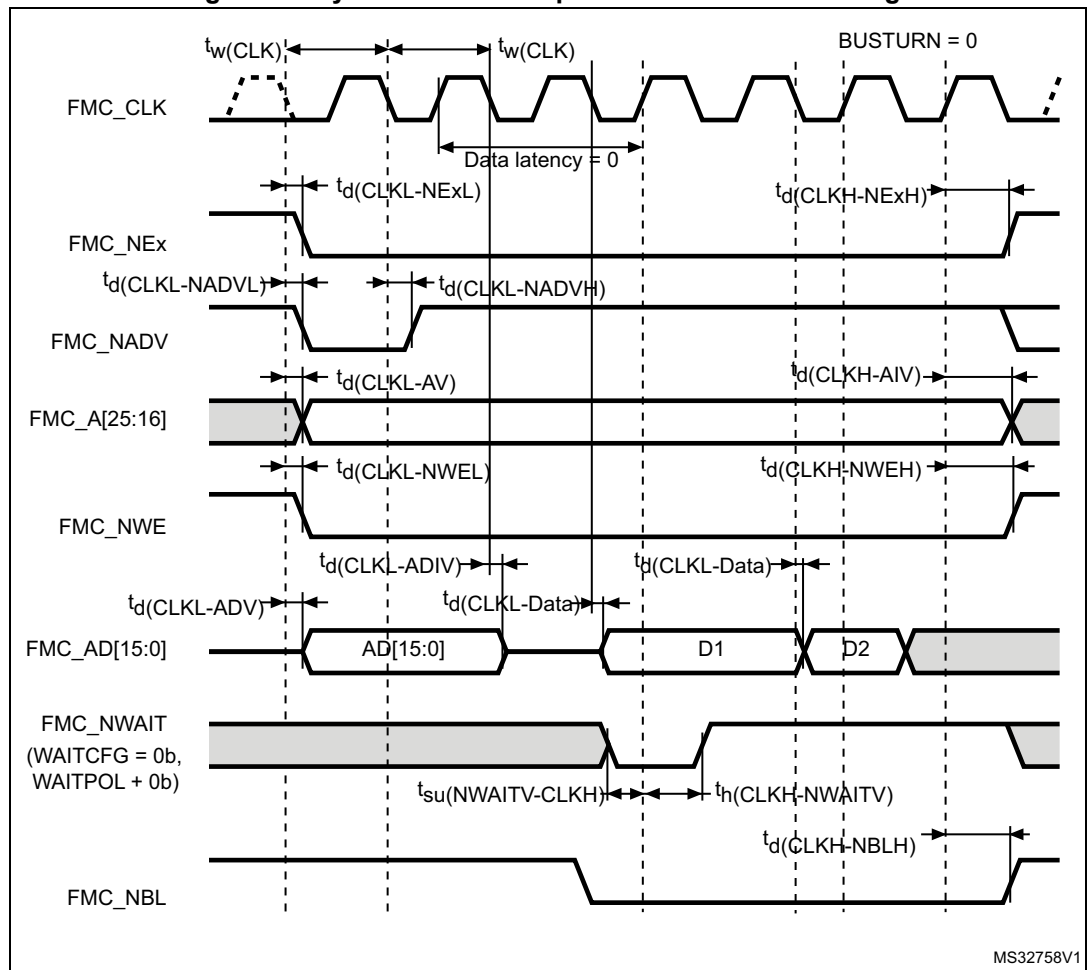 BUSTURN = 0
tw(CLK)
tw(CLK)
FMC_CLK
Data latency = 0
td(CLKL-NExL)
td(CLKH-NExH)
FMC_NEx
td(CLKL-NADVL)
td(CLKL-NADVH)
FMC_NADV
td(CLKL-AV)
td(CLKH-AIV)
FMC_A[25:16]
td(CLKL-NWEL)
td(CLKH-NWEH)
FMC_NWE
td(CLKL-ADIV)
td(CLKL-Data)
td(CLKL-ADV)
td(CLKL-Data)
FMC_AD[15:0]
AD[15:0]
D1
D2
FMC_NWAIT
(WAITCFG = 0b,
WAITPOL + 0b)
tsu(NWAITV-CLKH)
th(CLKH-NWAITV)
td(CLKH-NBLH)
FMC_NBL
MS32758V1